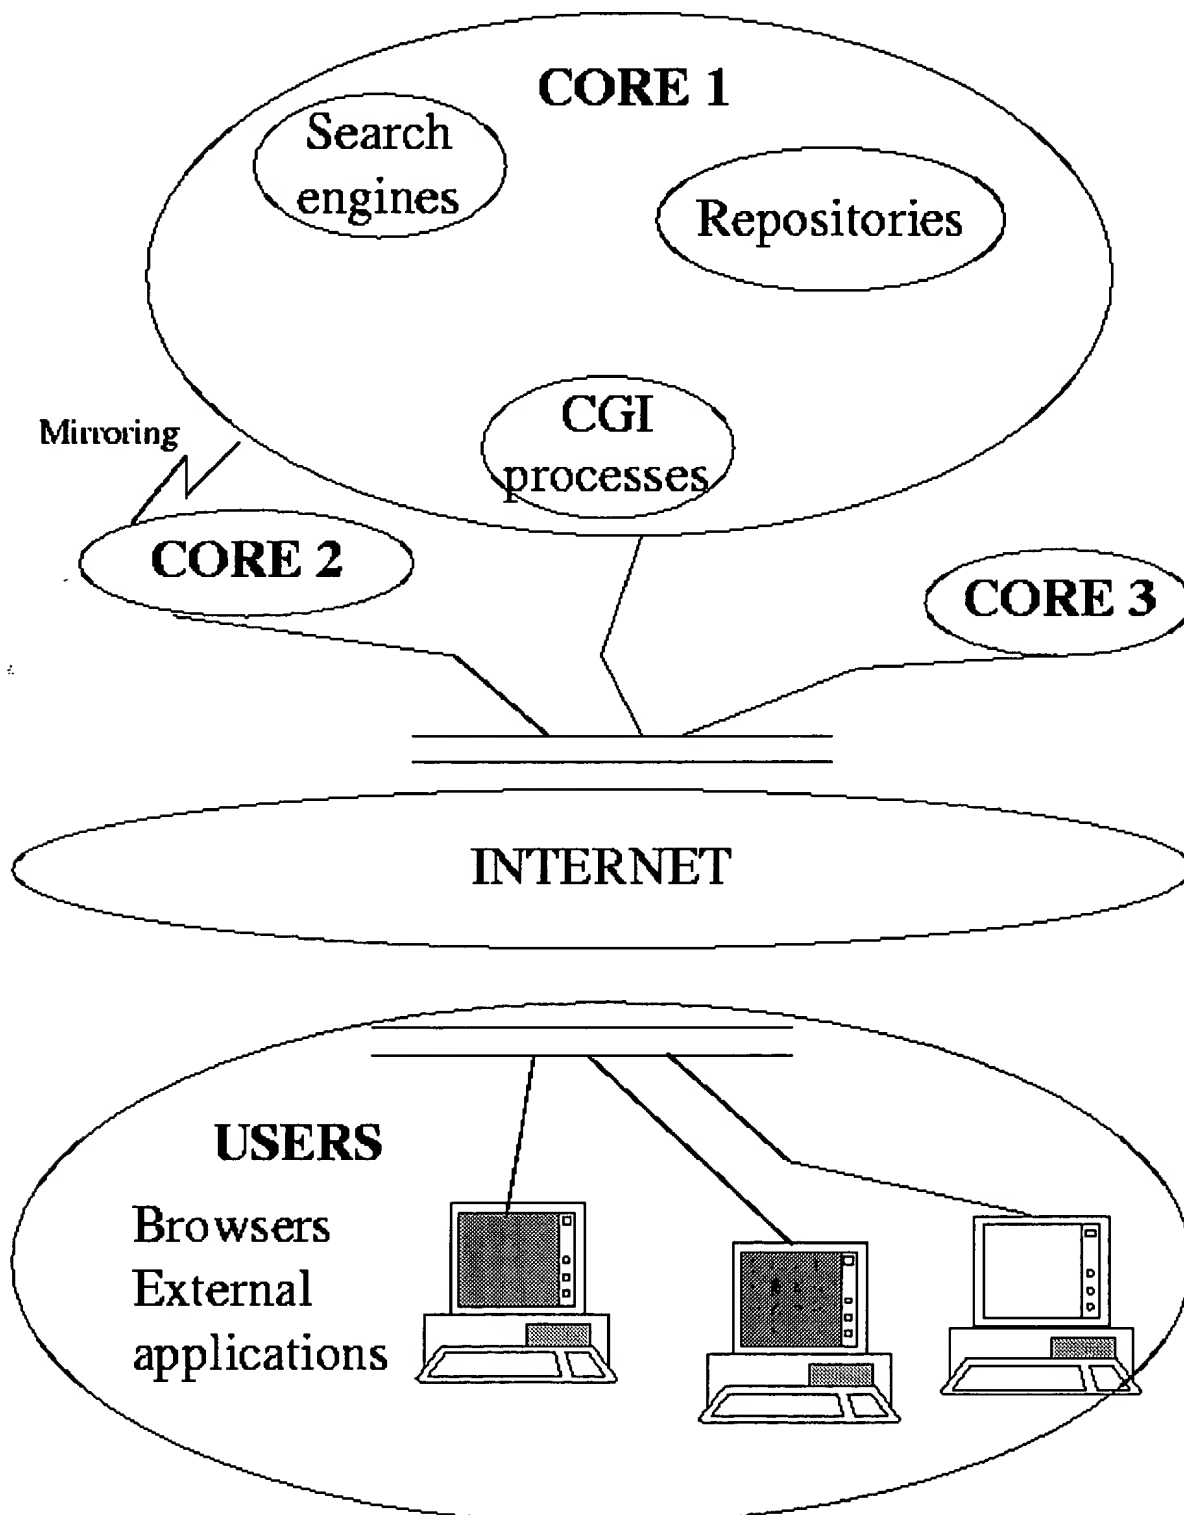 CORE 1
Search
engines
Repositories
CGI
processes
Mirroring
CORE 2
CORE 3
INTERNET
USERS
Browsers
External
applications